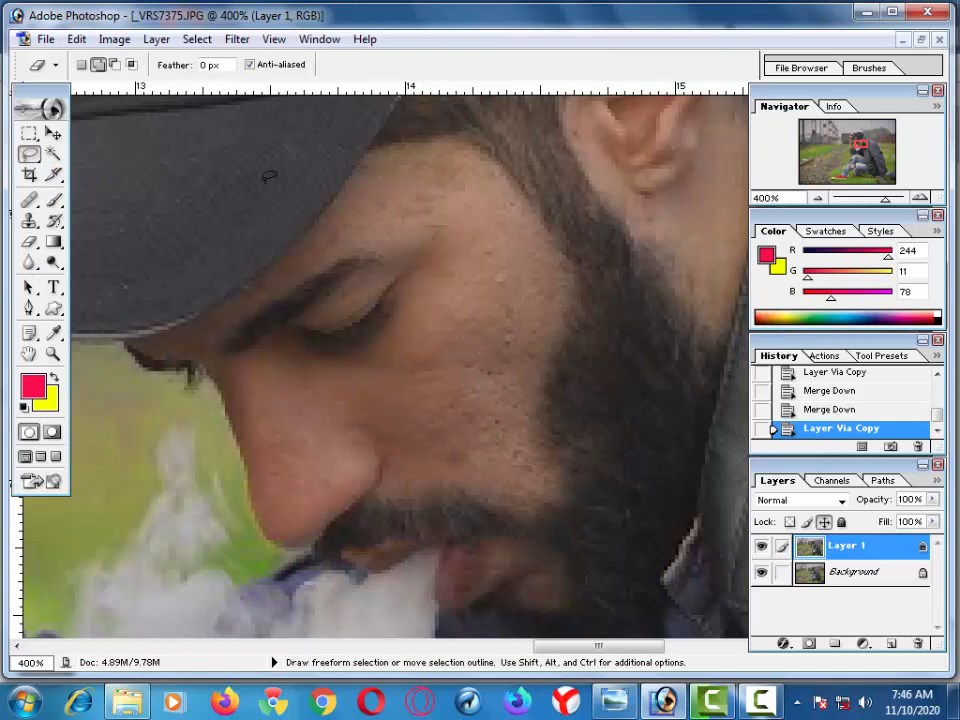 Adobe Photoshop - [_VRS7375.JPG @ 400% (Layer 1, RGB)]
File Edit Image Layer Select Filter View Window Help
Feather: 0 px Anti-aliased
File Browser Brushes
13 14 15
Navigator Info
400%
Color Swatches Styles
R 244
G 11
B 78
History Actions Tool Presets
Layer Via Copy
Merge Down
Merge Down
Layer Via Copy
Layers Channels Paths
Normal Opacity: 100%
Lock: Fill: 100%
Layer 1
Background
400% Doc: 4.89M/9.78M Draw freeform selection or move selection outline. Use Shift, Alt, and Ctrl for additional options.
7:46 AM
11/10/2020